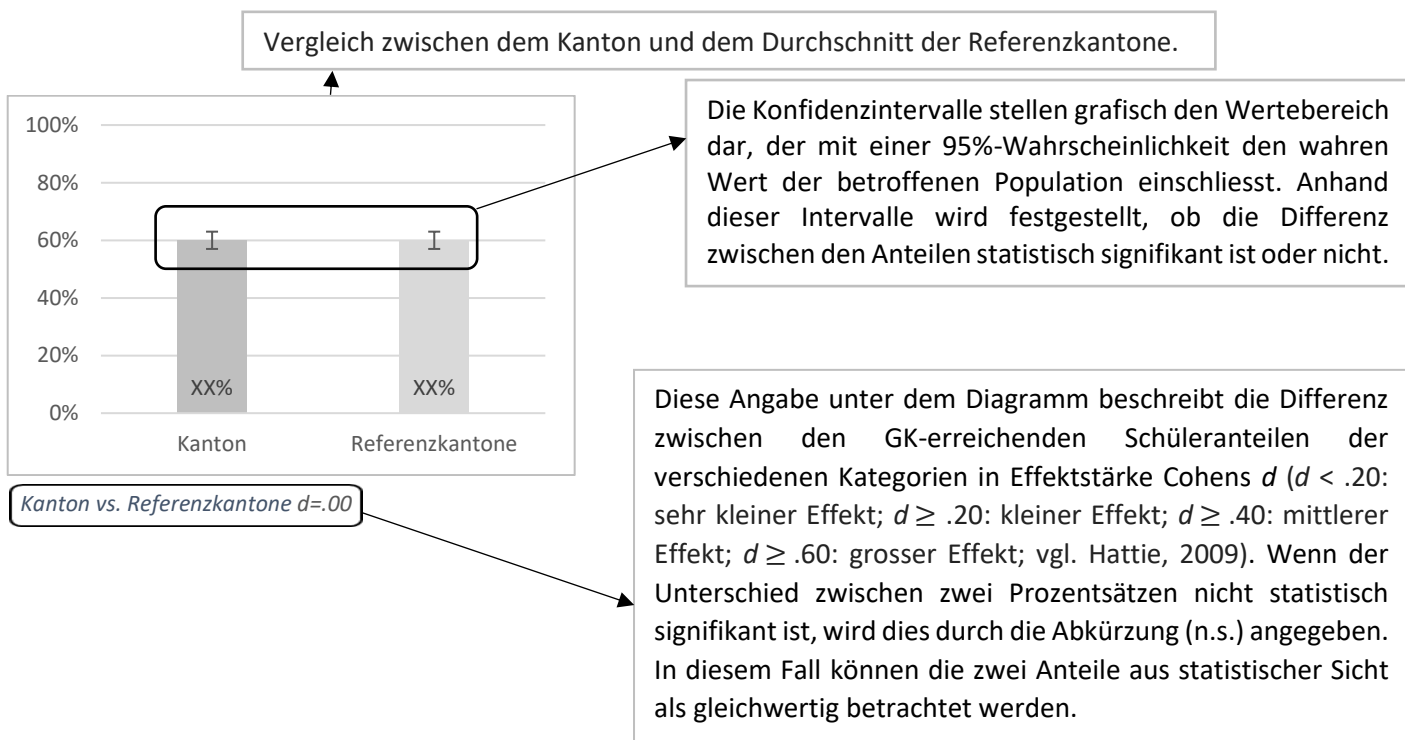 Vergleich zwischen dem Kanton und dem Durchschnitt der Referenzkantone.
100%
80%
60%
40%
20%
0%
XX%
XX%
Kanton
Referenzkantone
Kanton vs. Referenzkantone d=.00
Die Konfidenzintervalle stellen grafisch den Wertebereich
dar, der mit einer 95%-Wahrscheinlichkeit den wahren
Wert der betroffenen Population einschliesst. Anhand
dieser Intervalle wird festgestellt, ob die Differenz
zwischen den Anteilen statistisch signifikant ist oder nicht.
Diese Angabe unter dem Diagramm beschreibt die Differenz
zwischen den GK-erreichenden Schüleranteilen der
verschiedenen Kategorien in Effektstärke Cohens d (d < .20:
sehr kleiner Effekt; d ≥ .20: kleiner Effekt; d ≥ .40: mittlerer
Effekt; d ≥ .60: grosser Effekt; vgl. Hattie, 2009). Wenn der
Unterschied zwischen zwei Prozentsätzen nicht statistisch
signifikant ist, wird dies durch die Abkürzung (n.s.) angegeben.
In diesem Fall können die zwei Anteile aus statistischer Sicht
als gleichwertig betrachtet werden.